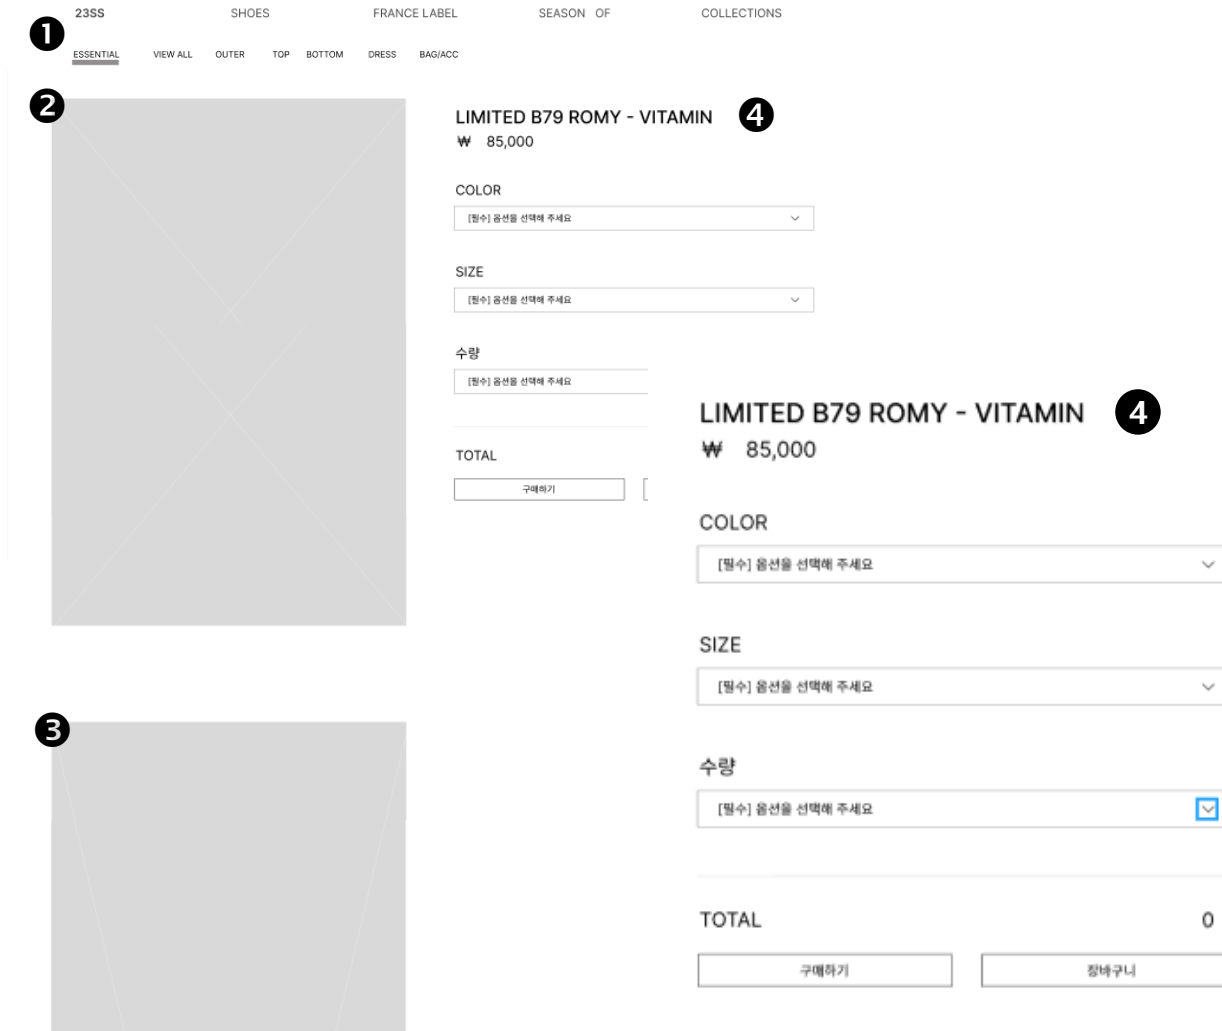 23SS SHOES FRANCE LABEL SEASON OF COLLECTIONS
❶
ESSENTIAL VIEW ALL OUTER TOP BOTTOM DRESS BAG/ACC
❷
LIMITED B79 ROMY - VITAMIN ❹
₩ 85,000
COLOR
[필수] 옵션을 선택해 주세요
SIZE
[필수] 옵션을 선택해 주세요
수량
[필수] 옵션을 선택해 주세요
TOTAL
구매하기
❸
LIMITED B79 ROMY - VITAMIN ❹
₩ 85,000
COLOR
[필수] 옵션을 선택해 주세요
SIZE
[필수] 옵션을 선택해 주세요
수량
[필수] 옵션을 선택해 주세요
TOTAL 0
구매하기 장바구니